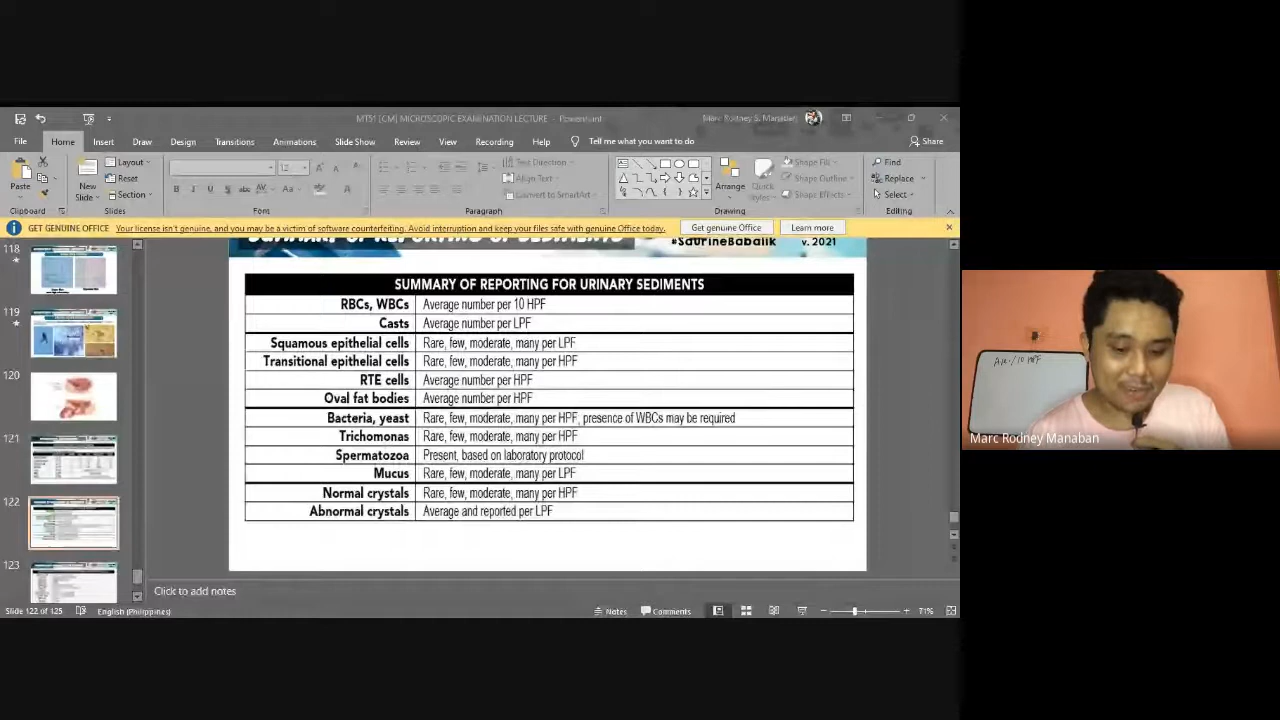 MT51 [CM] MICROSCOPIC EXAMINATION LECTURE - PowerPoint
Marc Rodney S. Manaban
File Home Insert Draw Design Transitions Animations Slide Show Review View Recording Help Tell me what you want to do Share
Paste
New
Slide
Layout
Reset
Section
12
Text Direction
Align Text
Convert to SmartArt
Arrange
Quick
Styles
Shape Fill
Shape Outline
Shape Effects
Find
Replace
Select
Clipboard Slides Font Paragraph Drawing Editing
GET GENUINE OFFICE Your license isn't genuine, and you may be a victim of software counterfeiting. Avoid interruption and keep your files safe with genuine Office today. Get genuine Office Learn more
118
119
120
121
122
123
SUMMARY OF REPORTING OF SEDIMENTS
#SaUrineBabalik v. 2021
SUMMARY OF REPORTING FOR URINARY SEDIMENTS
RBCs, WBCs Average number per 10 HPF
Casts Average number per LPF
Squamous epithelial cells Rare, few, moderate, many per LPF
Transitional epithelial cells Rare, few, moderate, many per HPF
RTE cells Average number per HPF
Oval fat bodies Average number per HPF
Bacteria, yeast Rare, few, moderate, many per HPF, presence of WBCs may be required
Trichomonas Rare, few, moderate, many per HPF
Spermatozoa Present, based on laboratory protocol
Mucus Rare, few, moderate, many per LPF
Normal crystals Rare, few, moderate, many per HPF
Abnormal crystals Average and reported per LPF
Click to add notes
Slide 122 of 125 English (Philippines) Notes Comments 71%
/10 HPF
Marc Rodney Manaban